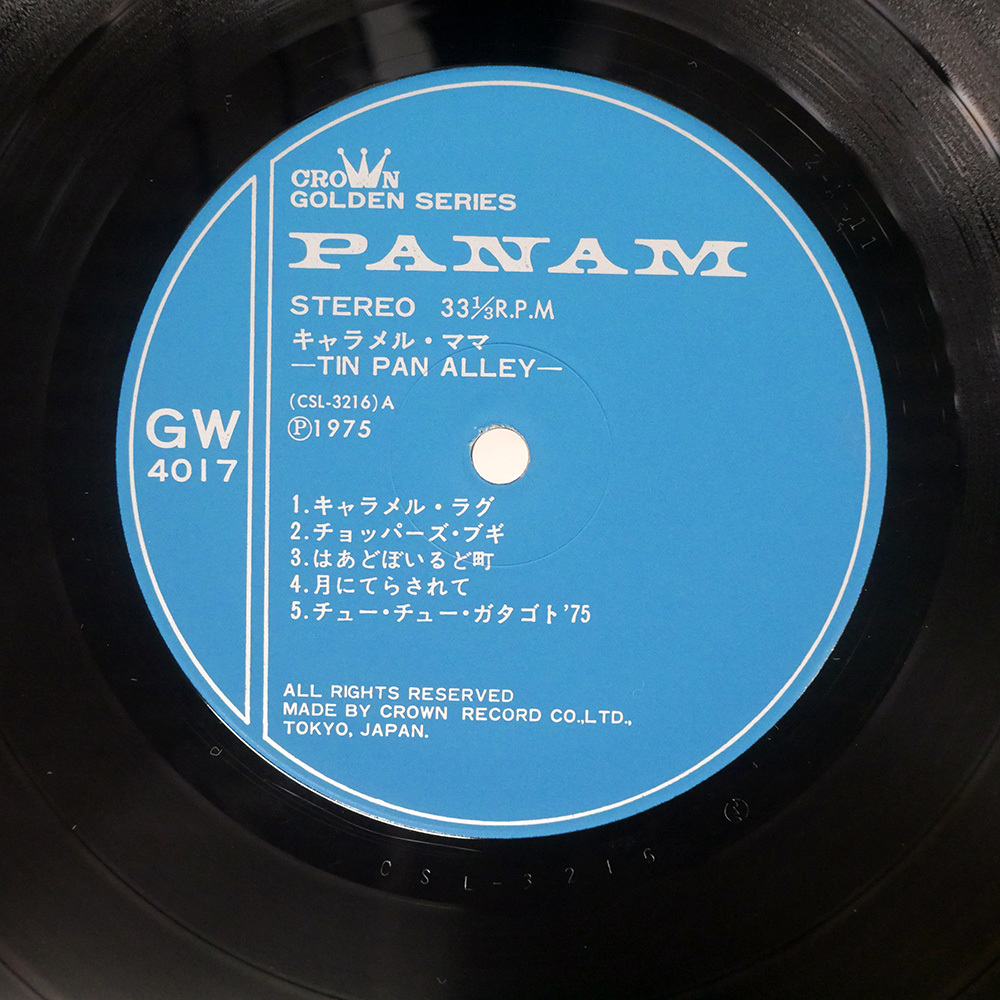 CROWN
GOLDEN SERIES
PANAM
STEREO 33⅓R.P.M
キャラメル・ママ
—TIN PAN ALLEY—
(CSL-3216)A
Ⓟ1975
GW
4017
1.キャラメル・ラグ
2.チョッパーズ・ブギ
3.はあどぼいるど町
4.月にてらされて
5.チュー・チュー・ガタゴト'75
ALL RIGHTS RESERVED
MADE BY CROWN RECORD CO.,LTD.,
TOKYO, JAPAN.
CSL-3216